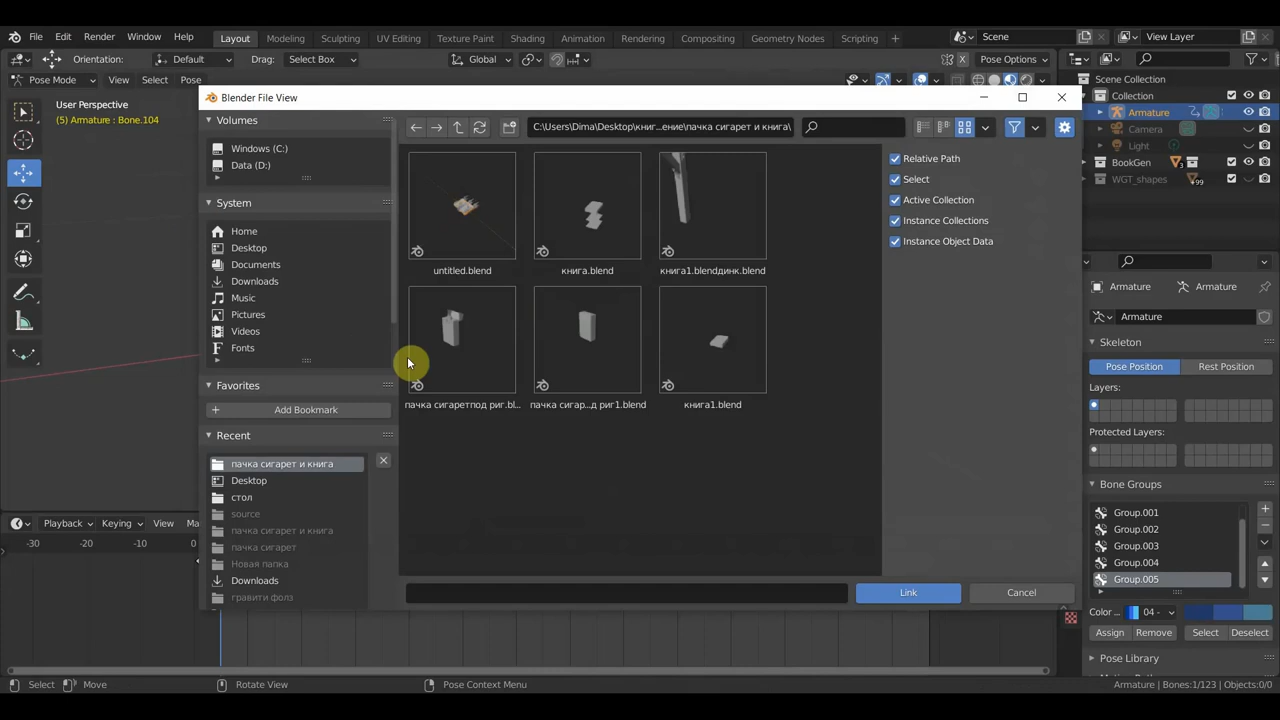 File Edit Render Window Help Layout Modeling Sculpting UV Editing Texture Paint Shading Animation Rendering Compositing Geometry Nodes Scripting + Scene View Layer
Orientation: Default Drag: Select Box Global Pose Options
Pose Mode View Select Pose
User Perspective
(5) Armature : Bone.104
Blender File View
Volumes
Windows (C:)
Data (D:)
System
Home
Desktop
Documents
Downloads
Music
Pictures
Videos
Fonts
Favorites
Add Bookmark
Recent
пачка сигарет и книга
Desktop
стол
source
пачка сигарет и книга
пачка сигарет
Новая папка
Downloads
гравити фолз
C:\Users\Dima\Desktop\книг...ение\пачка сигарет и книга\
untitled.blend
книга.blend
книга1.blendдинк.blend
пачка сигаретпод риг.bl...
пачка сигар...д риг1.blend
книга1.blend
Relative Path
Select
Active Collection
Instance Collections
Instance Object Data
Link
Cancel
Scene Collection
Collection
Armature
Camera
Light
BookGen 3
WGT_shapes 99
Armature Armature
Armature
Skeleton
Pose Position Rest Position
Layers:
Protected Layers:
Bone Groups
Group.001
Group.002
Group.003
Group.004
Group.005
Color ... 04 -
Assign Remove Select Deselect
Pose Library
Playback Keying View Ma
-30 -20 -10
Select Move Rotate View Pose Context Menu Armature | Bones:1/123 | Objects:0/0